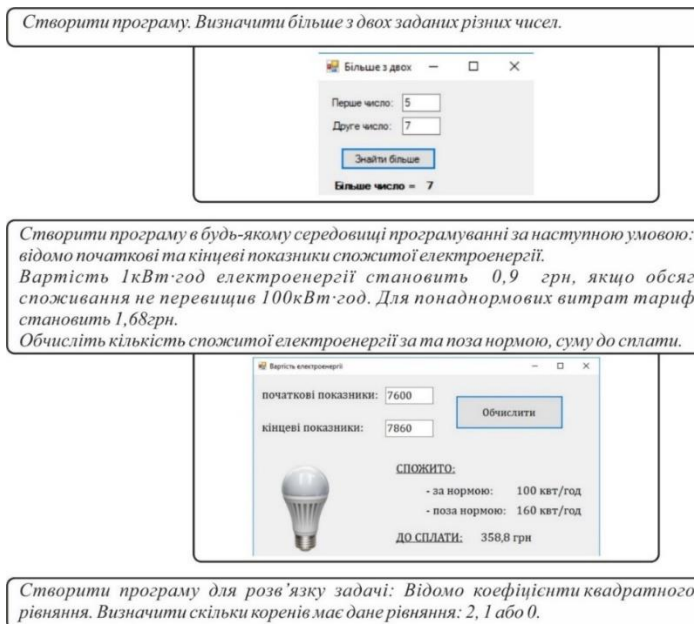 Створити програму. Визначити більше з двох заданих різних чисел.
Більше з двох
Перше число: 5
Друге число: 7
Знайти більше
Більше число = 7
Створити програму в будь-якому середовищі програмуванні за наступною умовою:
відомо початкові та кінцеві показники спожитої електроенергії.
Вартість 1кВт·год електроенергії становить 0,9 грн, якщо обсяг
споживання не перевищив 100кВт·год. Для понаднормових витрат тариф
становить 1,68грн.
Обчисліть кількість спожитої електроенергії за та поза нормою, суму до сплати.
Вартість електроенергії
початкові показники: 7600
Обчислити
кінцеві показники: 7860
СПОЖИТО:
- за нормою: 100 квт/год
- поза нормою: 160 квт/год
ДО СПЛАТИ: 358,8 грн
Створити програму для розв’язку задачі: Відомо коефіцієнти квадратного
рівняння. Визначити скільки коренів має дане рівняння: 2, 1 або 0.